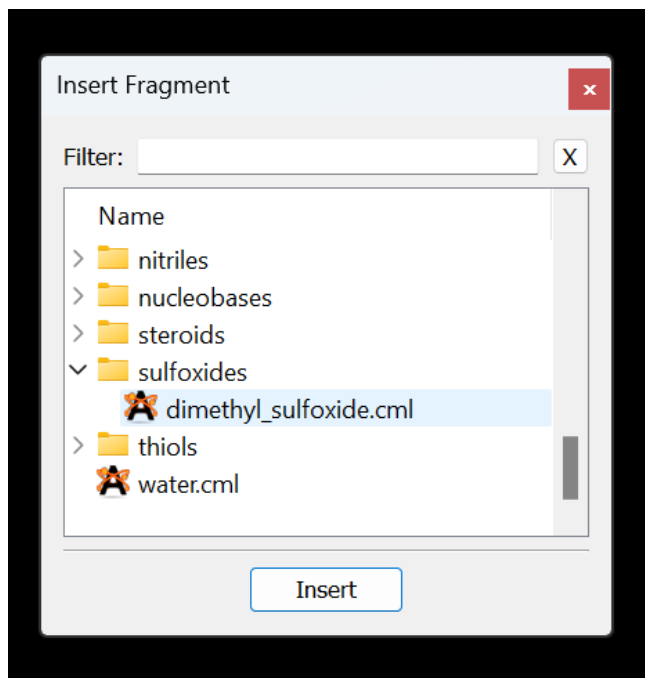 Insert Fragment
x
Filter:
X
Name
nitriles
nucleobases
steroids
sulfoxides
dimethyl_sulfoxide.cml
thiols
water.cml
Insert